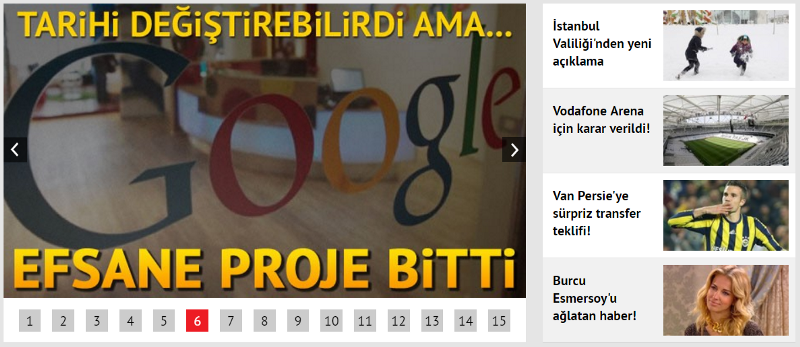 TARiHi DEĞiŞTiREBiLiRDi AMA...
Google
EFSANE PROJE BiTTi
1 2 3 4 5 6 7 8 9 10 11 12 13 14 15
İstanbul
Valiliği'nden yeni
açıklama
Vodafone Arena
için karar verildi!
Van Persie'ye
sürpriz transfer
teklifi!
Burcu
Esmersoy'u
ağlatan haber!